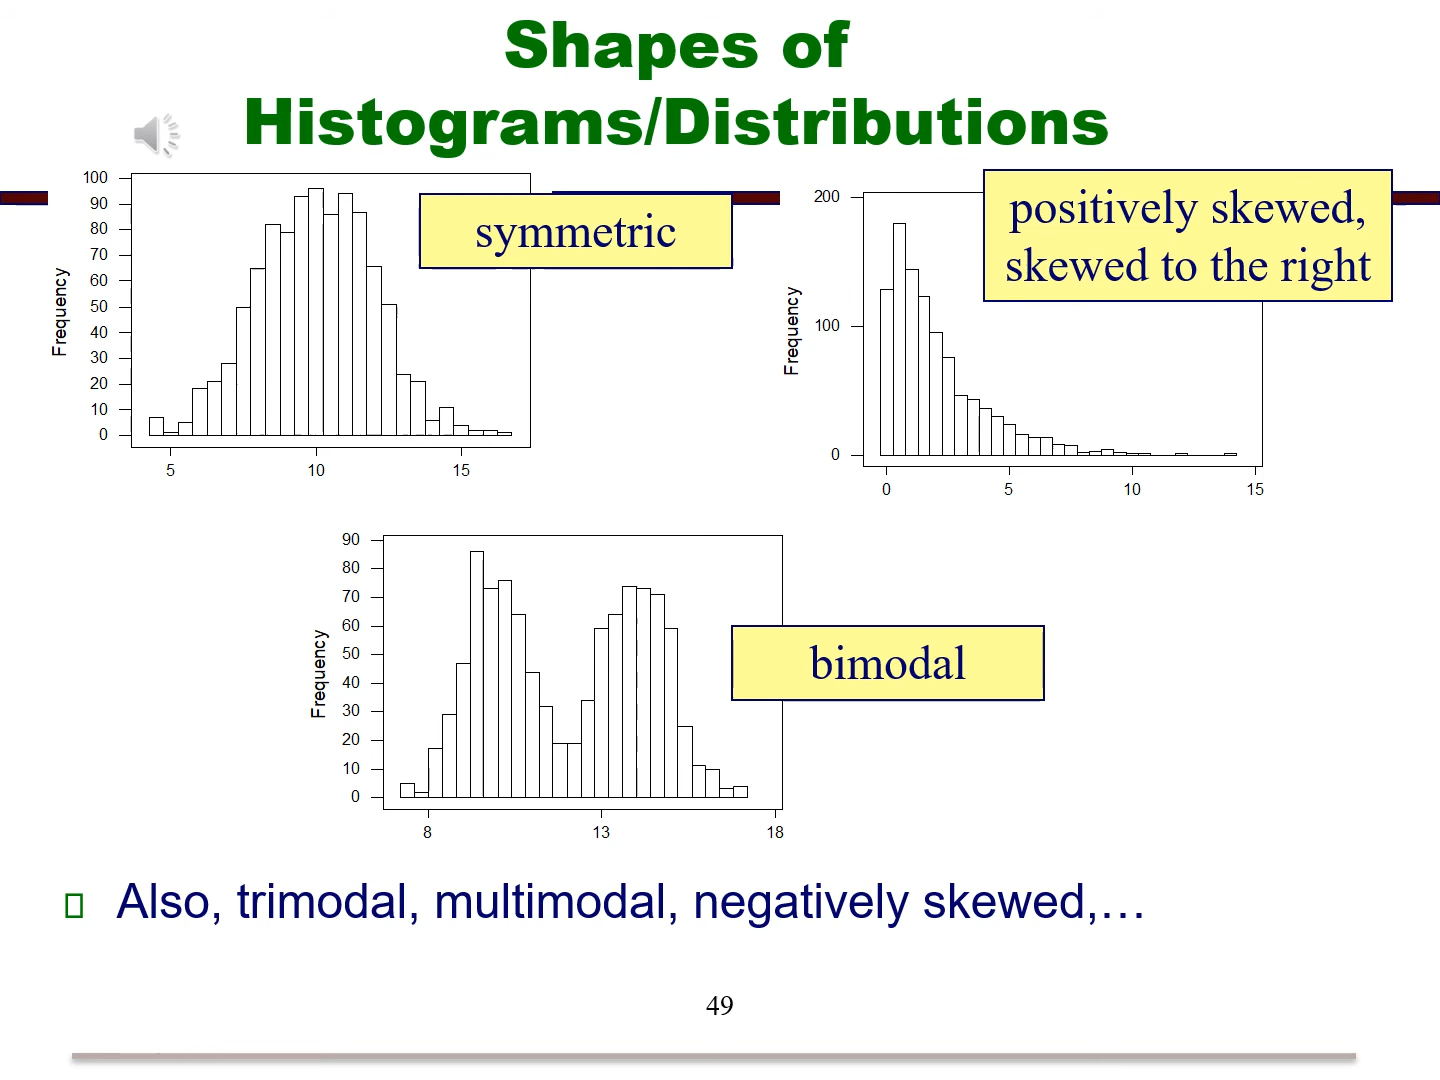 Shapes of
Histograms/Distributions
symmetric
Frequency
100
90
80
70
60
50
40
30
20
10
0
5 10 15
positively skewed,
skewed to the right
Frequency
200
100
0
0 5 10 15
bimodal
Frequency
90
80
70
60
50
40
30
20
10
0
8 13 18
Also, trimodal, multimodal, negatively skewed,…
49